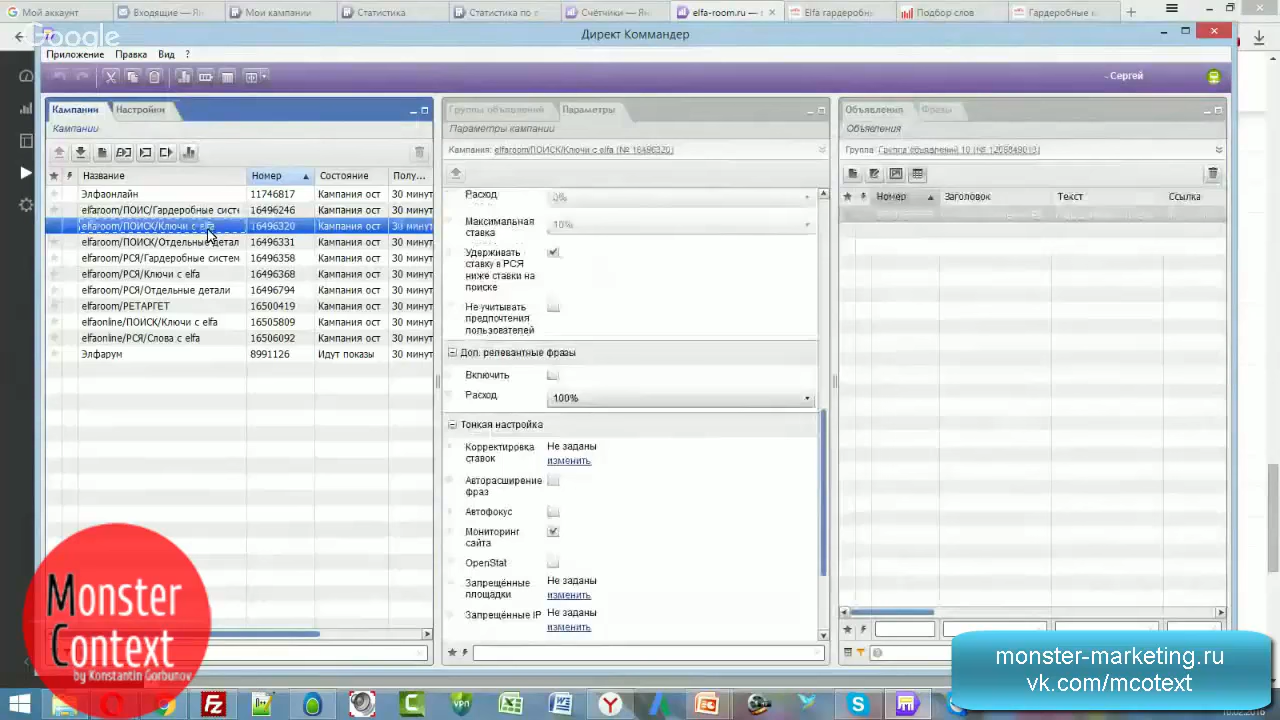 Мой аккаунт
Входящие — Ян
Мои кампании
Статистика
Статистика по с
Счётчики — Ян
elfa-room.ru —
Elfa гардеробн
Подбор слов
Гардеробные к
Google
Директ Коммандер
Приложение Правка Вид ?
- Сергей
Кампании Настройки
Кампании
Название Номер Состояние Полу...
Элфаонлайн 11746817 Кампания ост 30 минут
elfaroom/ПОИС/Гардеробные систе 16496246 Кампания ост 30 минут
elfaroom/ПОИСК/Ключи с elfa 16496320 Кампания ост 30 минут
elfaroom/ПОИСК/Отдельные детал 16496331 Кампания ост 30 минут
elfaroom/РСЯ/Гардеробные систем 16496358 Кампания ост 30 минут
elfaroom/РСЯ/Ключи с elfa 16496368 Кампания ост 30 минут
elfaroom/РСЯ/Отдельные детали 16496794 Кампания ост 30 минут
elfaroom/РЕТАРГЕТ 16500419 Кампания ост 30 минут
elfaonline/ПОИСК/Ключи с elfa 16505809 Кампания ост 30 минут
elfaonline/РСЯ/Слова с elfa 16506092 Кампания ост 30 минут
Элфарум 8991126 Идут показы 30 минут
Группы объявлений Параметры
Параметры кампании
Кампания: elfaroom/ПОИСК/Ключи с elfa (№ 16496320)
Расход
Максимальная ставка 10%
Удерживать
ставку в РСЯ
ниже ставки на
поиске
Не учитывать
предпочтения
пользователей
Доп. релевантные фразы
Включить
Расход 100%
Тонкая настройка
Корректировка ставок Не заданы
изменить
Авторасширение
фраз
Автофокус
Мониторинг
сайта
OpenStat
Запрещённые площадки Не заданы
изменить
Запрещённые IP Не заданы
изменить
Объявления Фразы
Объявления
Группа: Группа объявлений 10 (№
Номер Заголовок Текст Ссылка
Monster
Context
by Konstantin Gorbunov
monster-marketing.ru
vk.com/mcotext